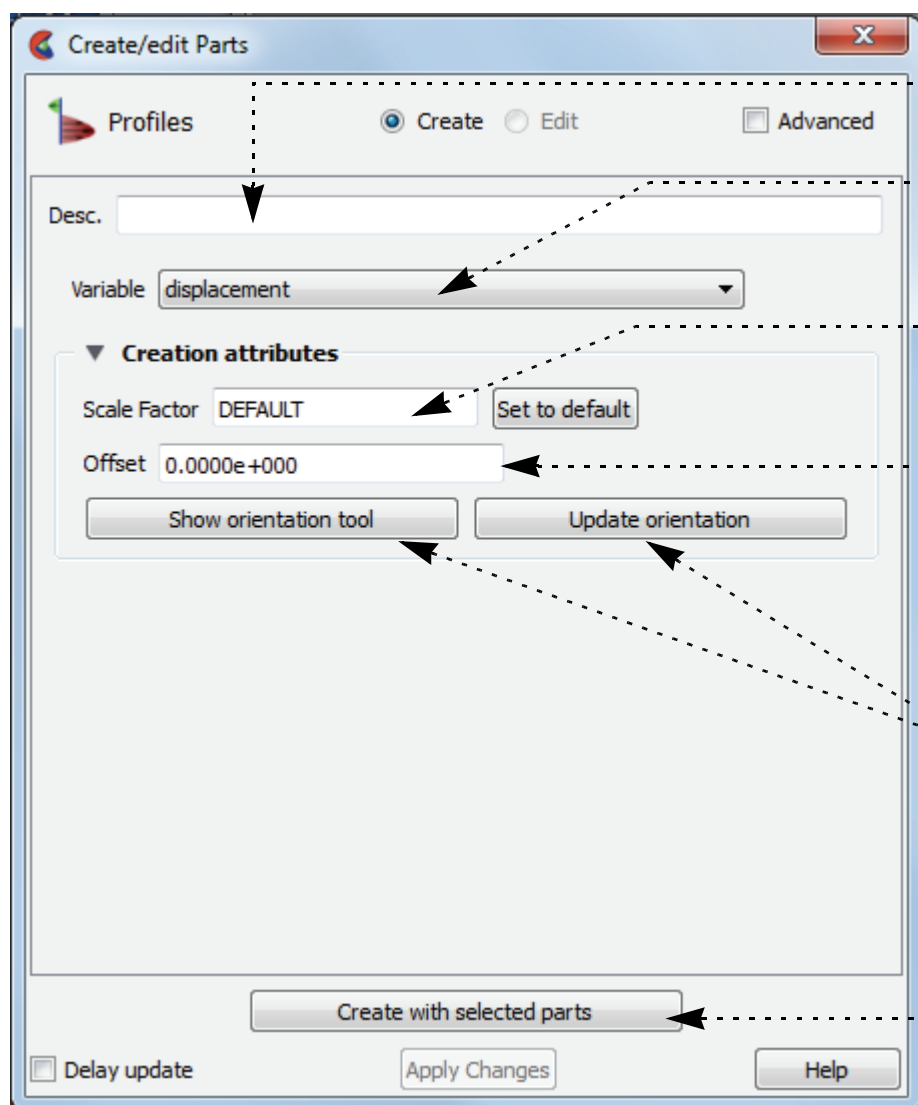 Create/edit Parts
Profiles Create Edit Advanced
Desc.
Variable displacement
Creation attributes
Scale Factor DEFAULT Set to default
Offset 0.0000e+000
Show orientation tool Update orientation
Create with selected parts
Delay update Apply Changes Help